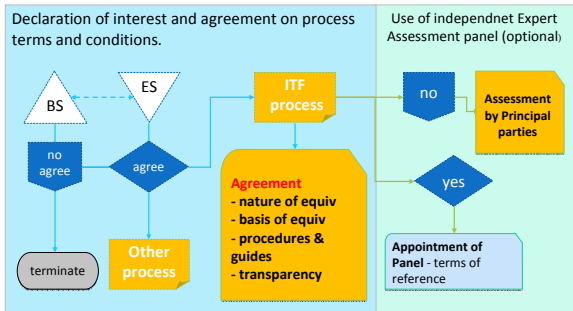 Declaration of interest and agreement on process
terms and conditions.
Use of independnet Expert
Assessment panel (optional)
BS
ES
ITF
process
no
Assessment
by Principal
parties
no
agree
agree
yes
Agreement
- nature of equiv
- basis of equiv
- procedures &
guides
- transparency
Other
process
terminate
Appointment of
Panel - terms of
reference